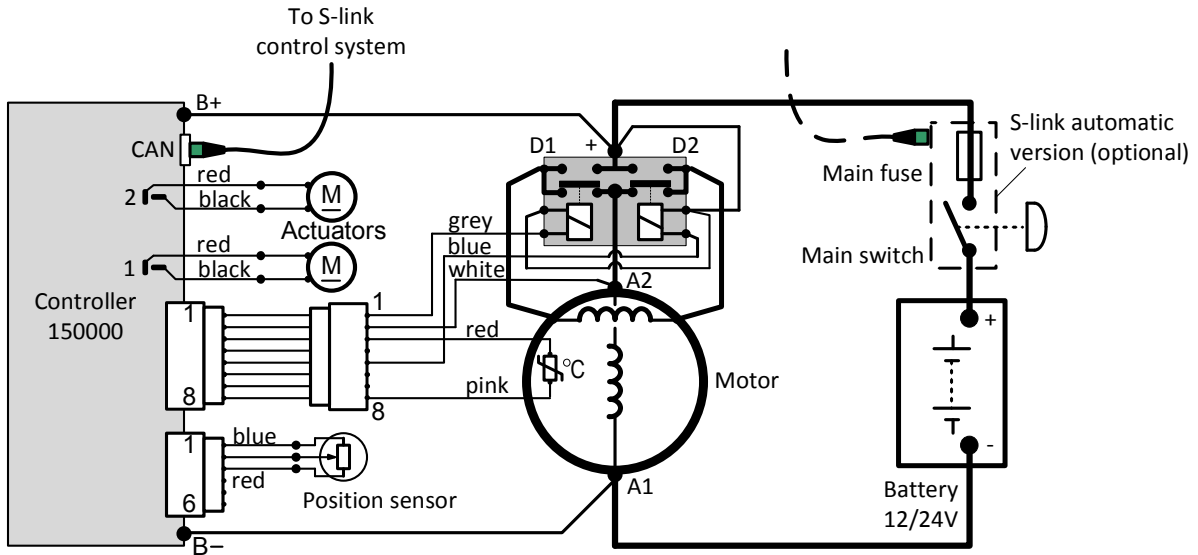 To S-link
control system
B+
CAN
2
red
black
M
Actuators
1
red
black
M
Controller
150000
1
8
1
8
grey
blue
white
red
pink
1
6
blue
red
Position sensor
B–
D1
+
D2
A2
°C
Motor
A1
Main fuse
Main switch
S-link automatic
version (optional)
+
-
Battery
12/24V